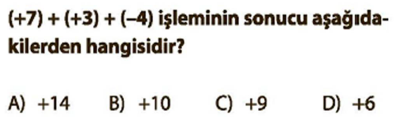 (+7) + (+3) + (–4) işleminin sonucu aşağıda-
kilerden hangisidir?
A) +14 B) +10 C) +9 D) +6